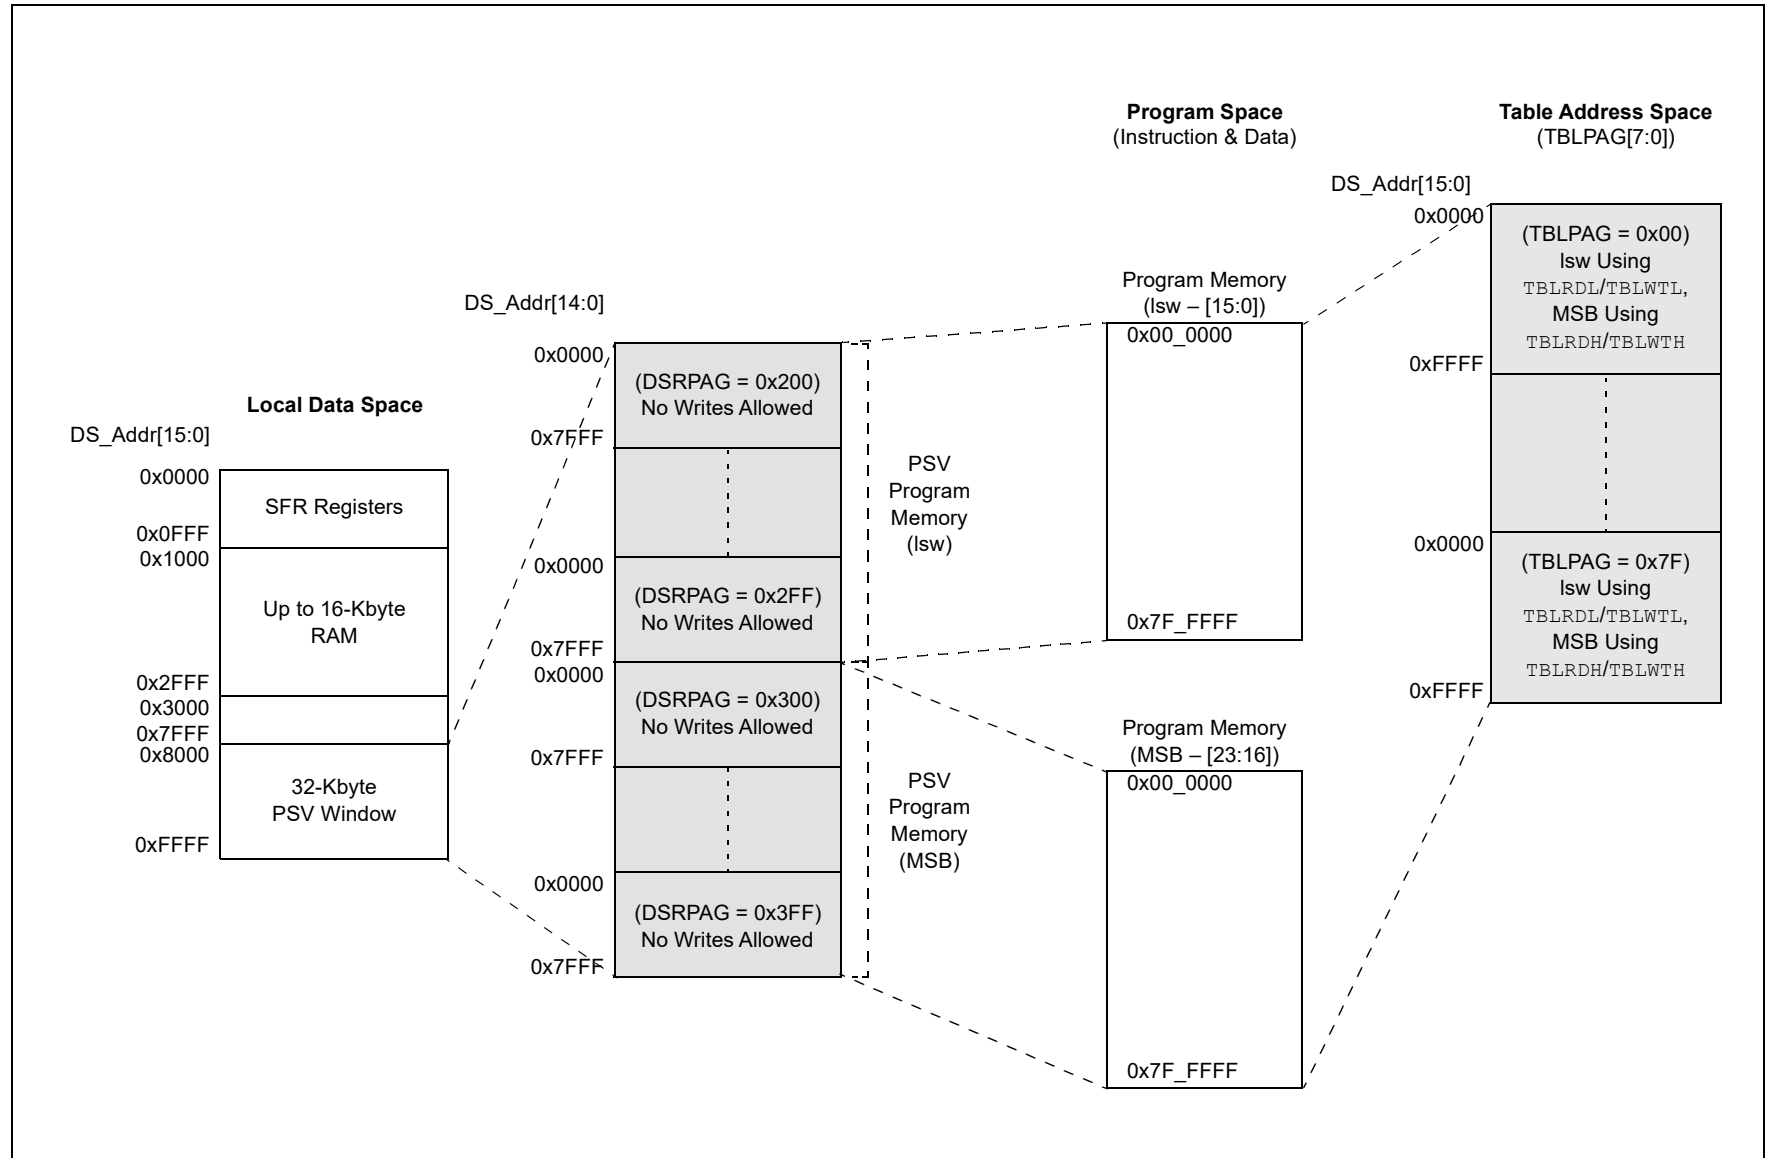 Program Space
(Instruction & Data)
Table Address Space
(TBLPAG[7:0])
DS_Addr[15:0]
0x0000
(TBLPAG = 0x00)
lsw Using
TBLRDL/TBLWTL,
MSB Using
TBLRDH/TBLWTH
0xFFFF
0x0000
(TBLPAG = 0x7F)
lsw Using
TBLRDL/TBLWTL,
MSB Using
TBLRDH/TBLWTH
0xFFFF
Program Memory
(lsw – [15:0])
0x00_0000
0x7F_FFFF
Program Memory
(MSB – [23:16])
0x00_0000
0x7F_FFFF
DS_Addr[14:0]
0x0000
(DSRPAG = 0x200)
No Writes Allowed
0x7FFF
0x0000
(DSRPAG = 0x2FF)
No Writes Allowed
0x7FFF
0x0000
(DSRPAG = 0x300)
No Writes Allowed
0x7FFF
0x0000
(DSRPAG = 0x3FF)
No Writes Allowed
0x7FFF
PSV
Program
Memory
(lsw)
PSV
Program
Memory
(MSB)
Local Data Space
DS_Addr[15:0]
0x0000
SFR Registers
0x0FFF
0x1000
Up to 16-Kbyte
RAM
0x2FFF
0x3000
0x7FFF
0x8000
32-Kbyte
PSV Window
0xFFFF